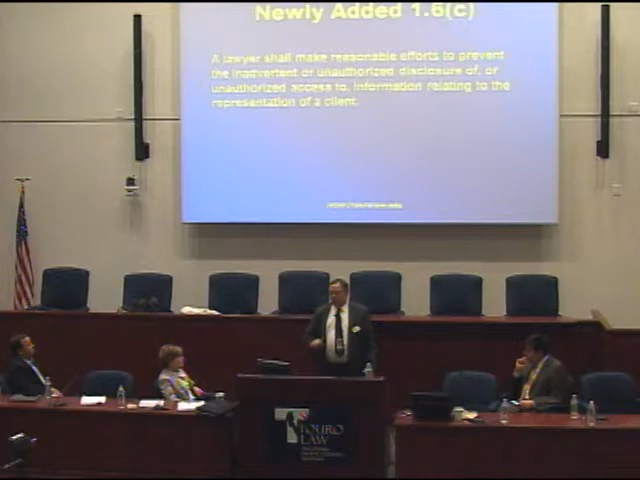 Newly Added 1.6(c)
A lawyer shall make reasonable efforts to prevent
the inadvertent or unauthorized disclosure of, or
unauthorized access to, information relating to the
representation of a client.
TOURO
LAW